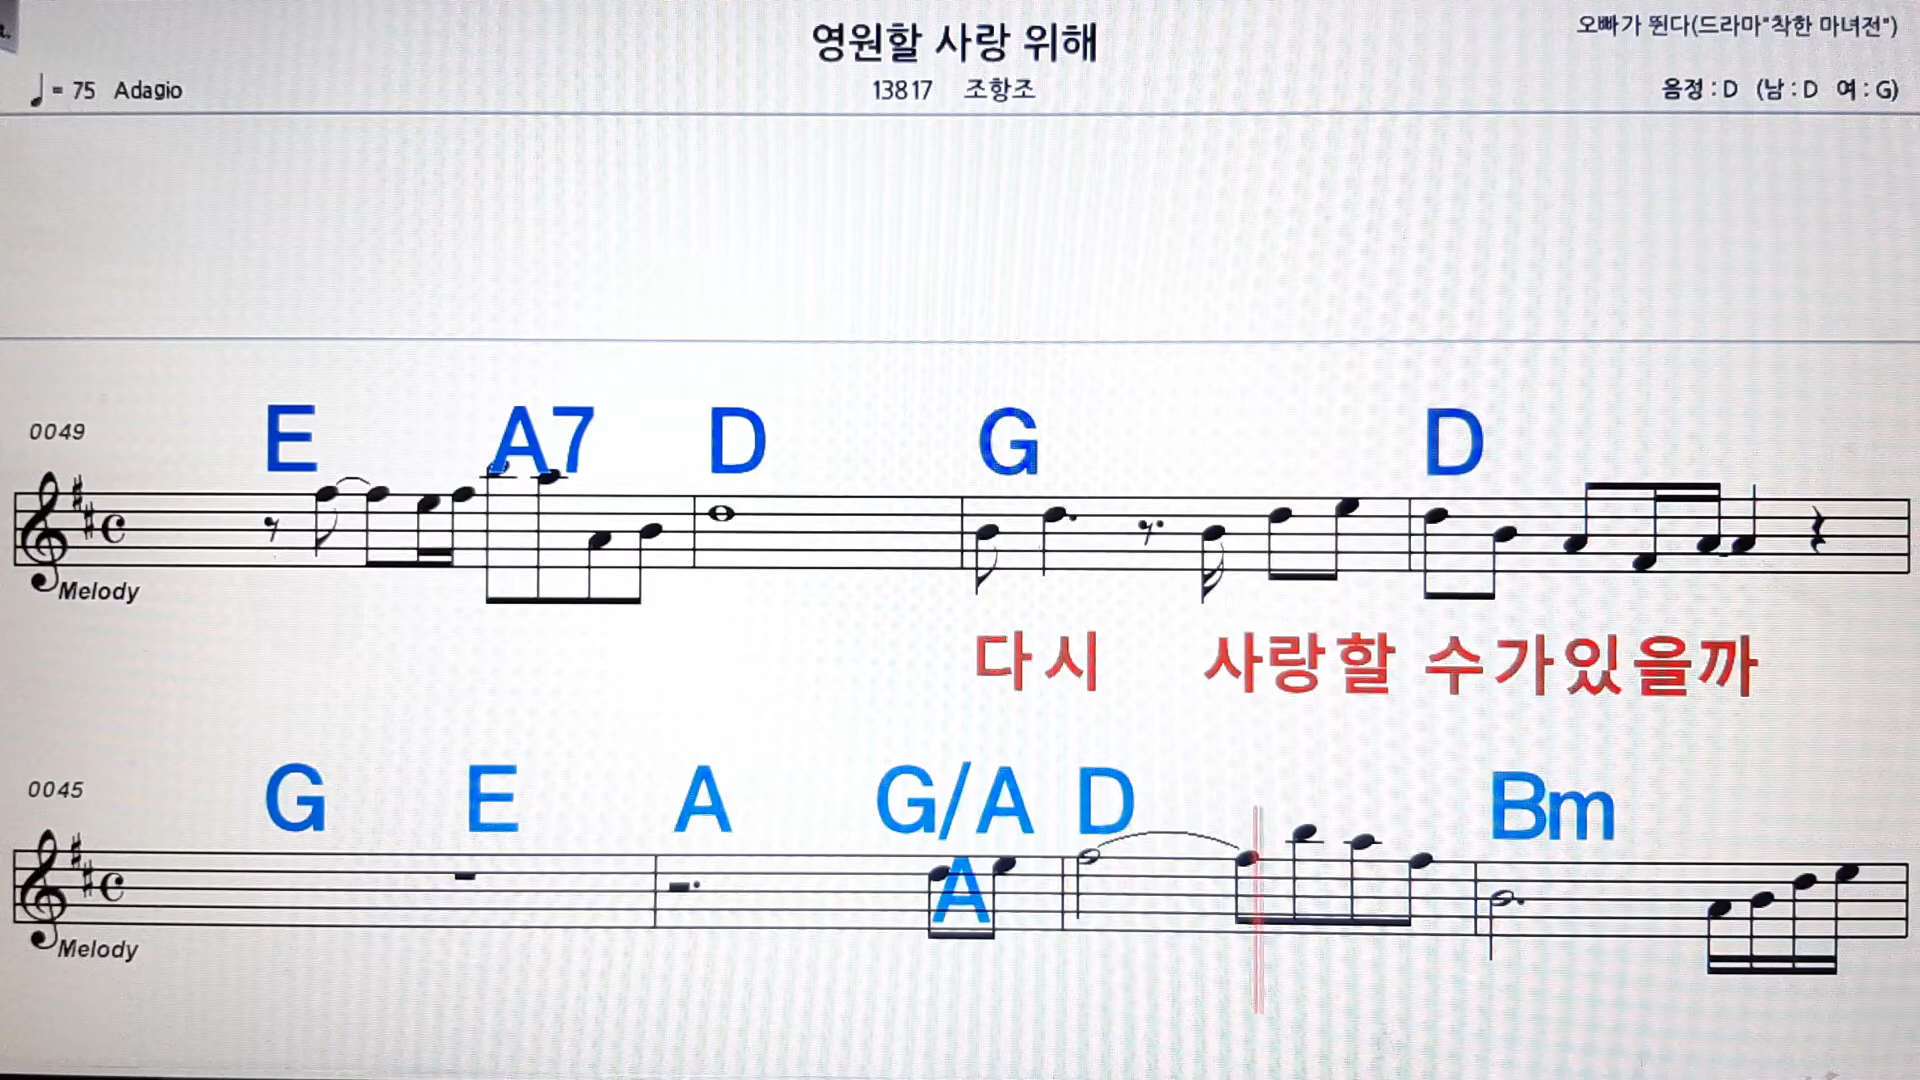 영원할 사랑 위해
오빠가 뛴다(드라마"착한 마녀전")
♩= 75 Adagio
13817 조항조
음정 : D (남 : D 여 : G)
0049
E A7 D G D
Melody
다시 사랑할 수가있을까
0045
G E A G/A D Bm
A
Melody